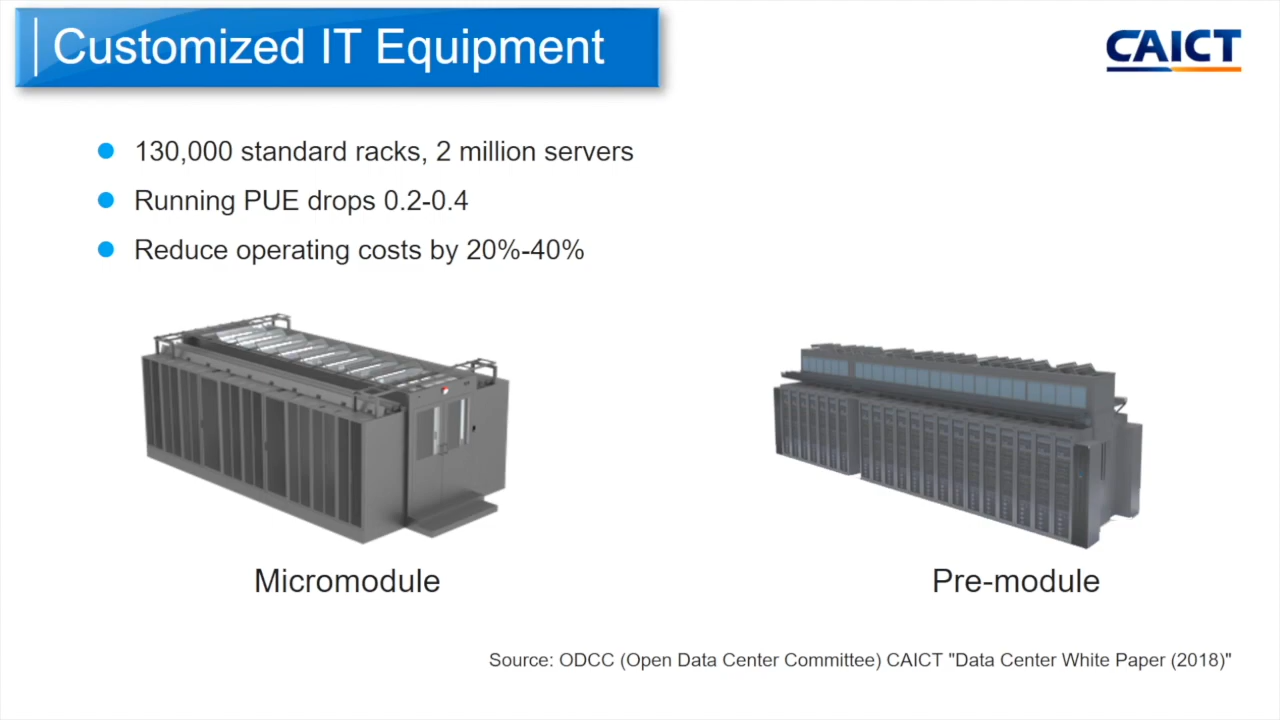 Customized IT Equipment
CAICT
130,000 standard racks, 2 million servers
Running PUE drops 0.2-0.4
Reduce operating costs by 20%-40%
Micromodule
Pre-module
Source: ODCC (Open Data Center Committee) CAICT "Data Center White Paper (2018)"